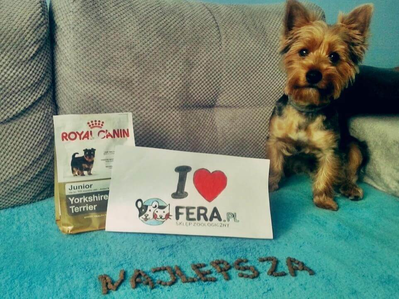 ROYAL CANIN
Junior
Yorkshire
Terrier
I
FERA.PL
SKLEP ZOOLOGICZNY
NAJLEPSZA